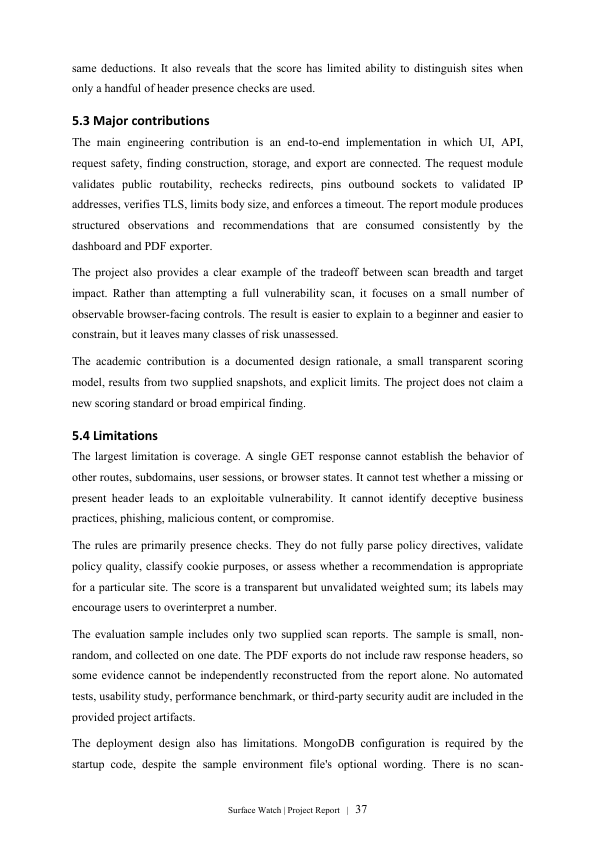 same deductions. It also reveals that the score has limited ability to distinguish sites when
only a handful of header presence checks are used.
5.3 Major contributions
The main engineering contribution is an end-to-end implementation in which UI, API,
request safety, finding construction, storage, and export are connected. The request module
validates public routability, rechecks redirects, pins outbound sockets to validated IP
addresses, verifies TLS, limits body size, and enforces a timeout. The report module produces
structured observations and recommendations that are consumed consistently by the
dashboard and PDF exporter.
The project also provides a clear example of the tradeoff between scan breadth and target
impact. Rather than attempting a full vulnerability scan, it focuses on a small number of
observable browser-facing controls. The result is easier to explain to a beginner and easier to
constrain, but it leaves many classes of risk unassessed.
The academic contribution is a documented design rationale, a small transparent scoring
model, results from two supplied snapshots, and explicit limits. The project does not claim a
new scoring standard or broad empirical finding.
5.4 Limitations
The largest limitation is coverage. A single GET response cannot establish the behavior of
other routes, subdomains, user sessions, or browser states. It cannot test whether a missing or
present header leads to an exploitable vulnerability. It cannot identify deceptive business
practices, phishing, malicious content, or compromise.
The rules are primarily presence checks. They do not fully parse policy directives, validate
policy quality, classify cookie purposes, or assess whether a recommendation is appropriate
for a particular site. The score is a transparent but unvalidated weighted sum; its labels may
encourage users to overinterpret a number.
The evaluation sample includes only two supplied scan reports. The sample is small, non-
random, and collected on one date. The PDF exports do not include raw response headers, so
some evidence cannot be independently reconstructed from the report alone. No automated
tests, usability study, performance benchmark, or third-party security audit are included in the
provided project artifacts.
The deployment design also has limitations. MongoDB configuration is required by the
startup code, despite the sample environment file's optional wording. There is no scan-
Surface Watch | Project Report | 37